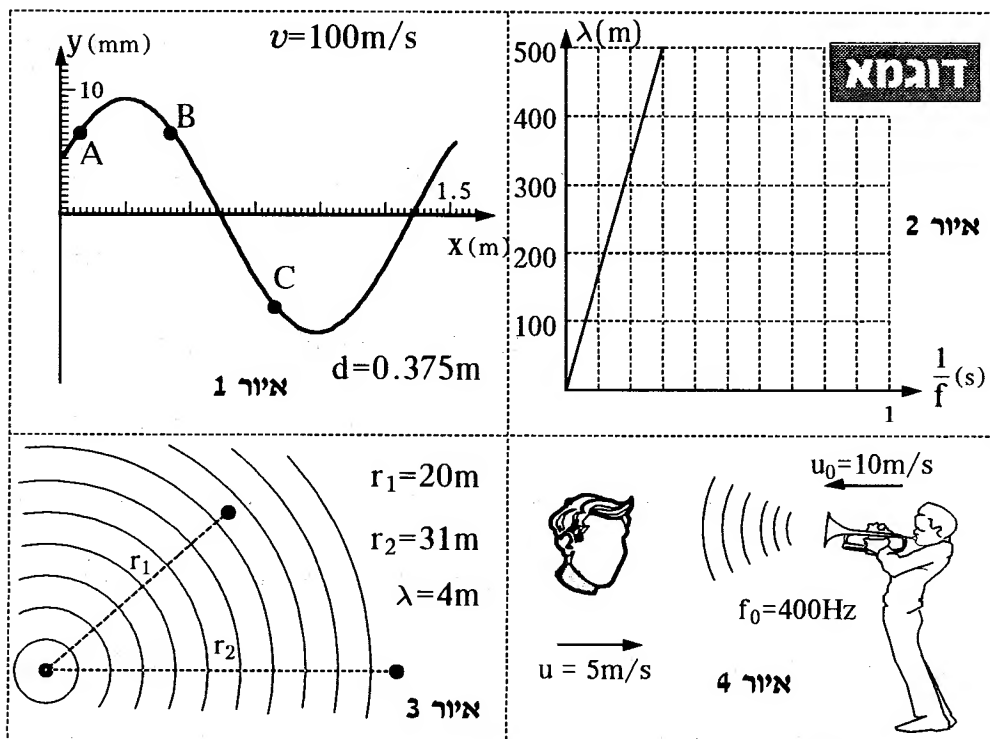 y (mm)
υ=100m/s
10
A
B
C
1.5
x (m)
d=0.375m
איור 1
λ(m)
דוגמא
500
400
300
200
100
איור 2
1
1/f (s)
r₁=20m
r₂=31m
λ=4m
r₁
r₂
איור 3
u₀=10m/s
f₀=400Hz
u = 5m/s
איור 4